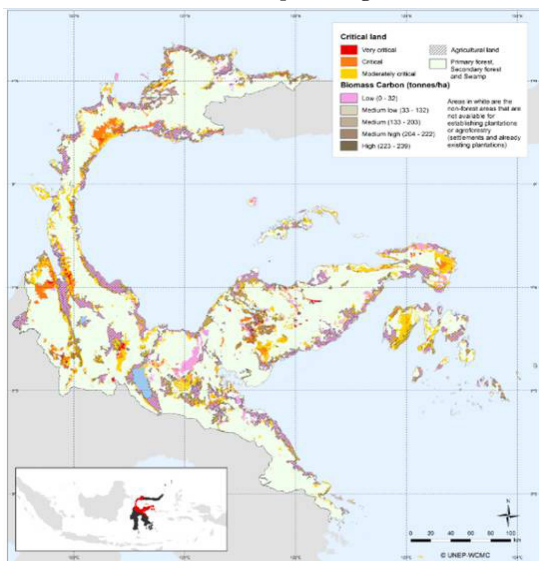 Critical land
Very critical
Critical
Moderately critical
Biomass Carbon (tonnes/ha)
Low (0 - 32)
Medium low (33 - 132)
Medium (133 - 203)
Medium high (204 - 222)
High (223 - 239)
Agricultural land
Primary forest,
Secondary forest
and Swamp
Areas in white are the
non-forest areas that are
not available for
establishing plantations
or agroforestry
(settlements and already
existing plantations)
N
0 20 40 60 80 100
km
© UNEP-WCMC